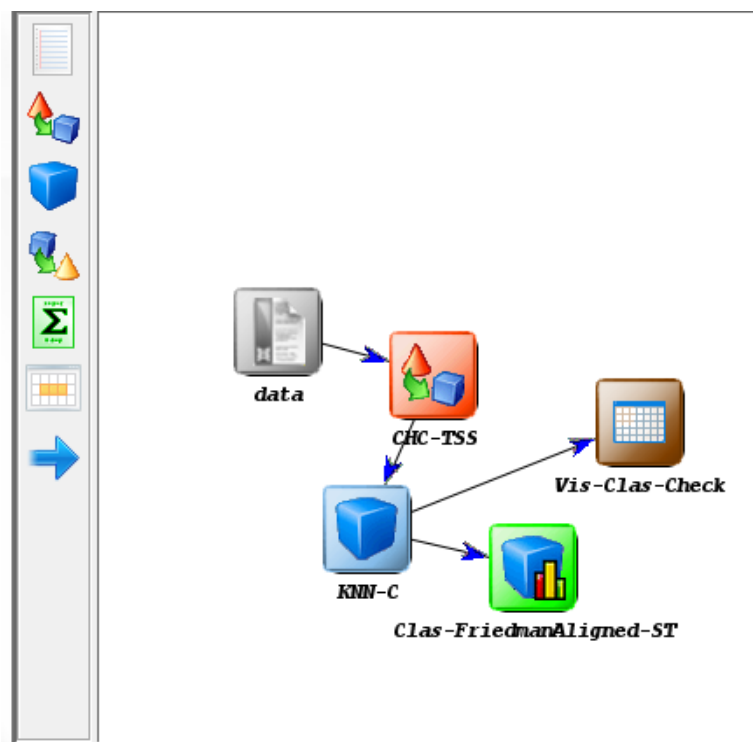 data
CHC-TSS
Vis-Clas-Check
KNN-C
Clas-FriedmanAligned-ST
Σ